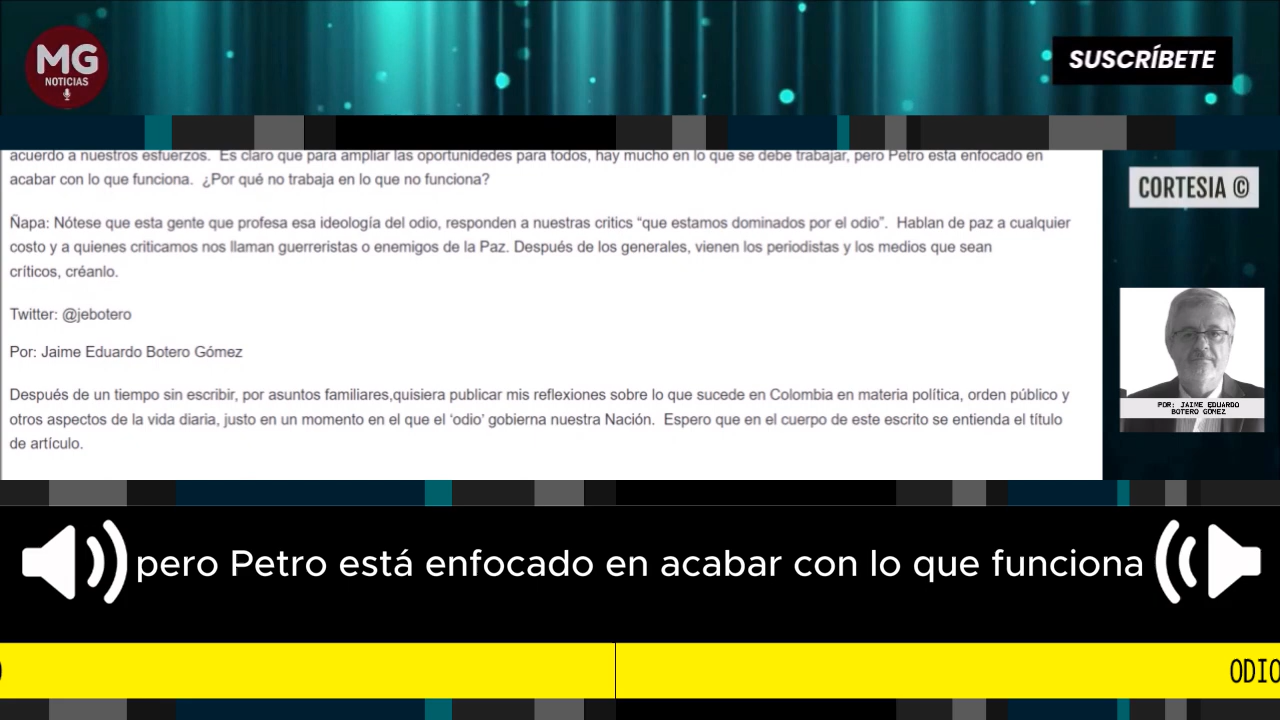 MG
NOTICIAS
SUSCRÍBETE
acuerdo a nuestros esfuerzos.  Es claro que para ampliar las oportunidedes para todos, hay mucho en lo que se debe trabajar, pero Petro esta enfocado en
acabar con lo que funciona.  ¿Por qué no trabaja en lo que no funciona?
Ñapa: Nótese que esta gente que profesa esa ideología del odio, responden a nuestras critics “que estamos dominados por el odio”.  Hablan de paz a cualquier
costo y a quienes criticamos nos llaman guerreristas o enemigos de la Paz. Después de los generales, vienen los periodistas y los medios que sean
críticos, créanlo.
Twitter: @jebotero
Por: Jaime Eduardo Botero Gómez
Después de un tiempo sin escribir, por asuntos familiares,quisiera publicar mis reflexiones sobre lo que sucede en Colombia en materia política, orden público y
otros aspectos de la vida diaria, justo en un momento en el que el ‘odio’ gobierna nuestra Nación.  Espero que en el cuerpo de este escrito se entienda el título
de artículo.
CORTESIA ©
POR: JAIME EDUARDO
BOTERO GÓMEZ
pero Petro está enfocado en acabar con lo que funciona
ODIO